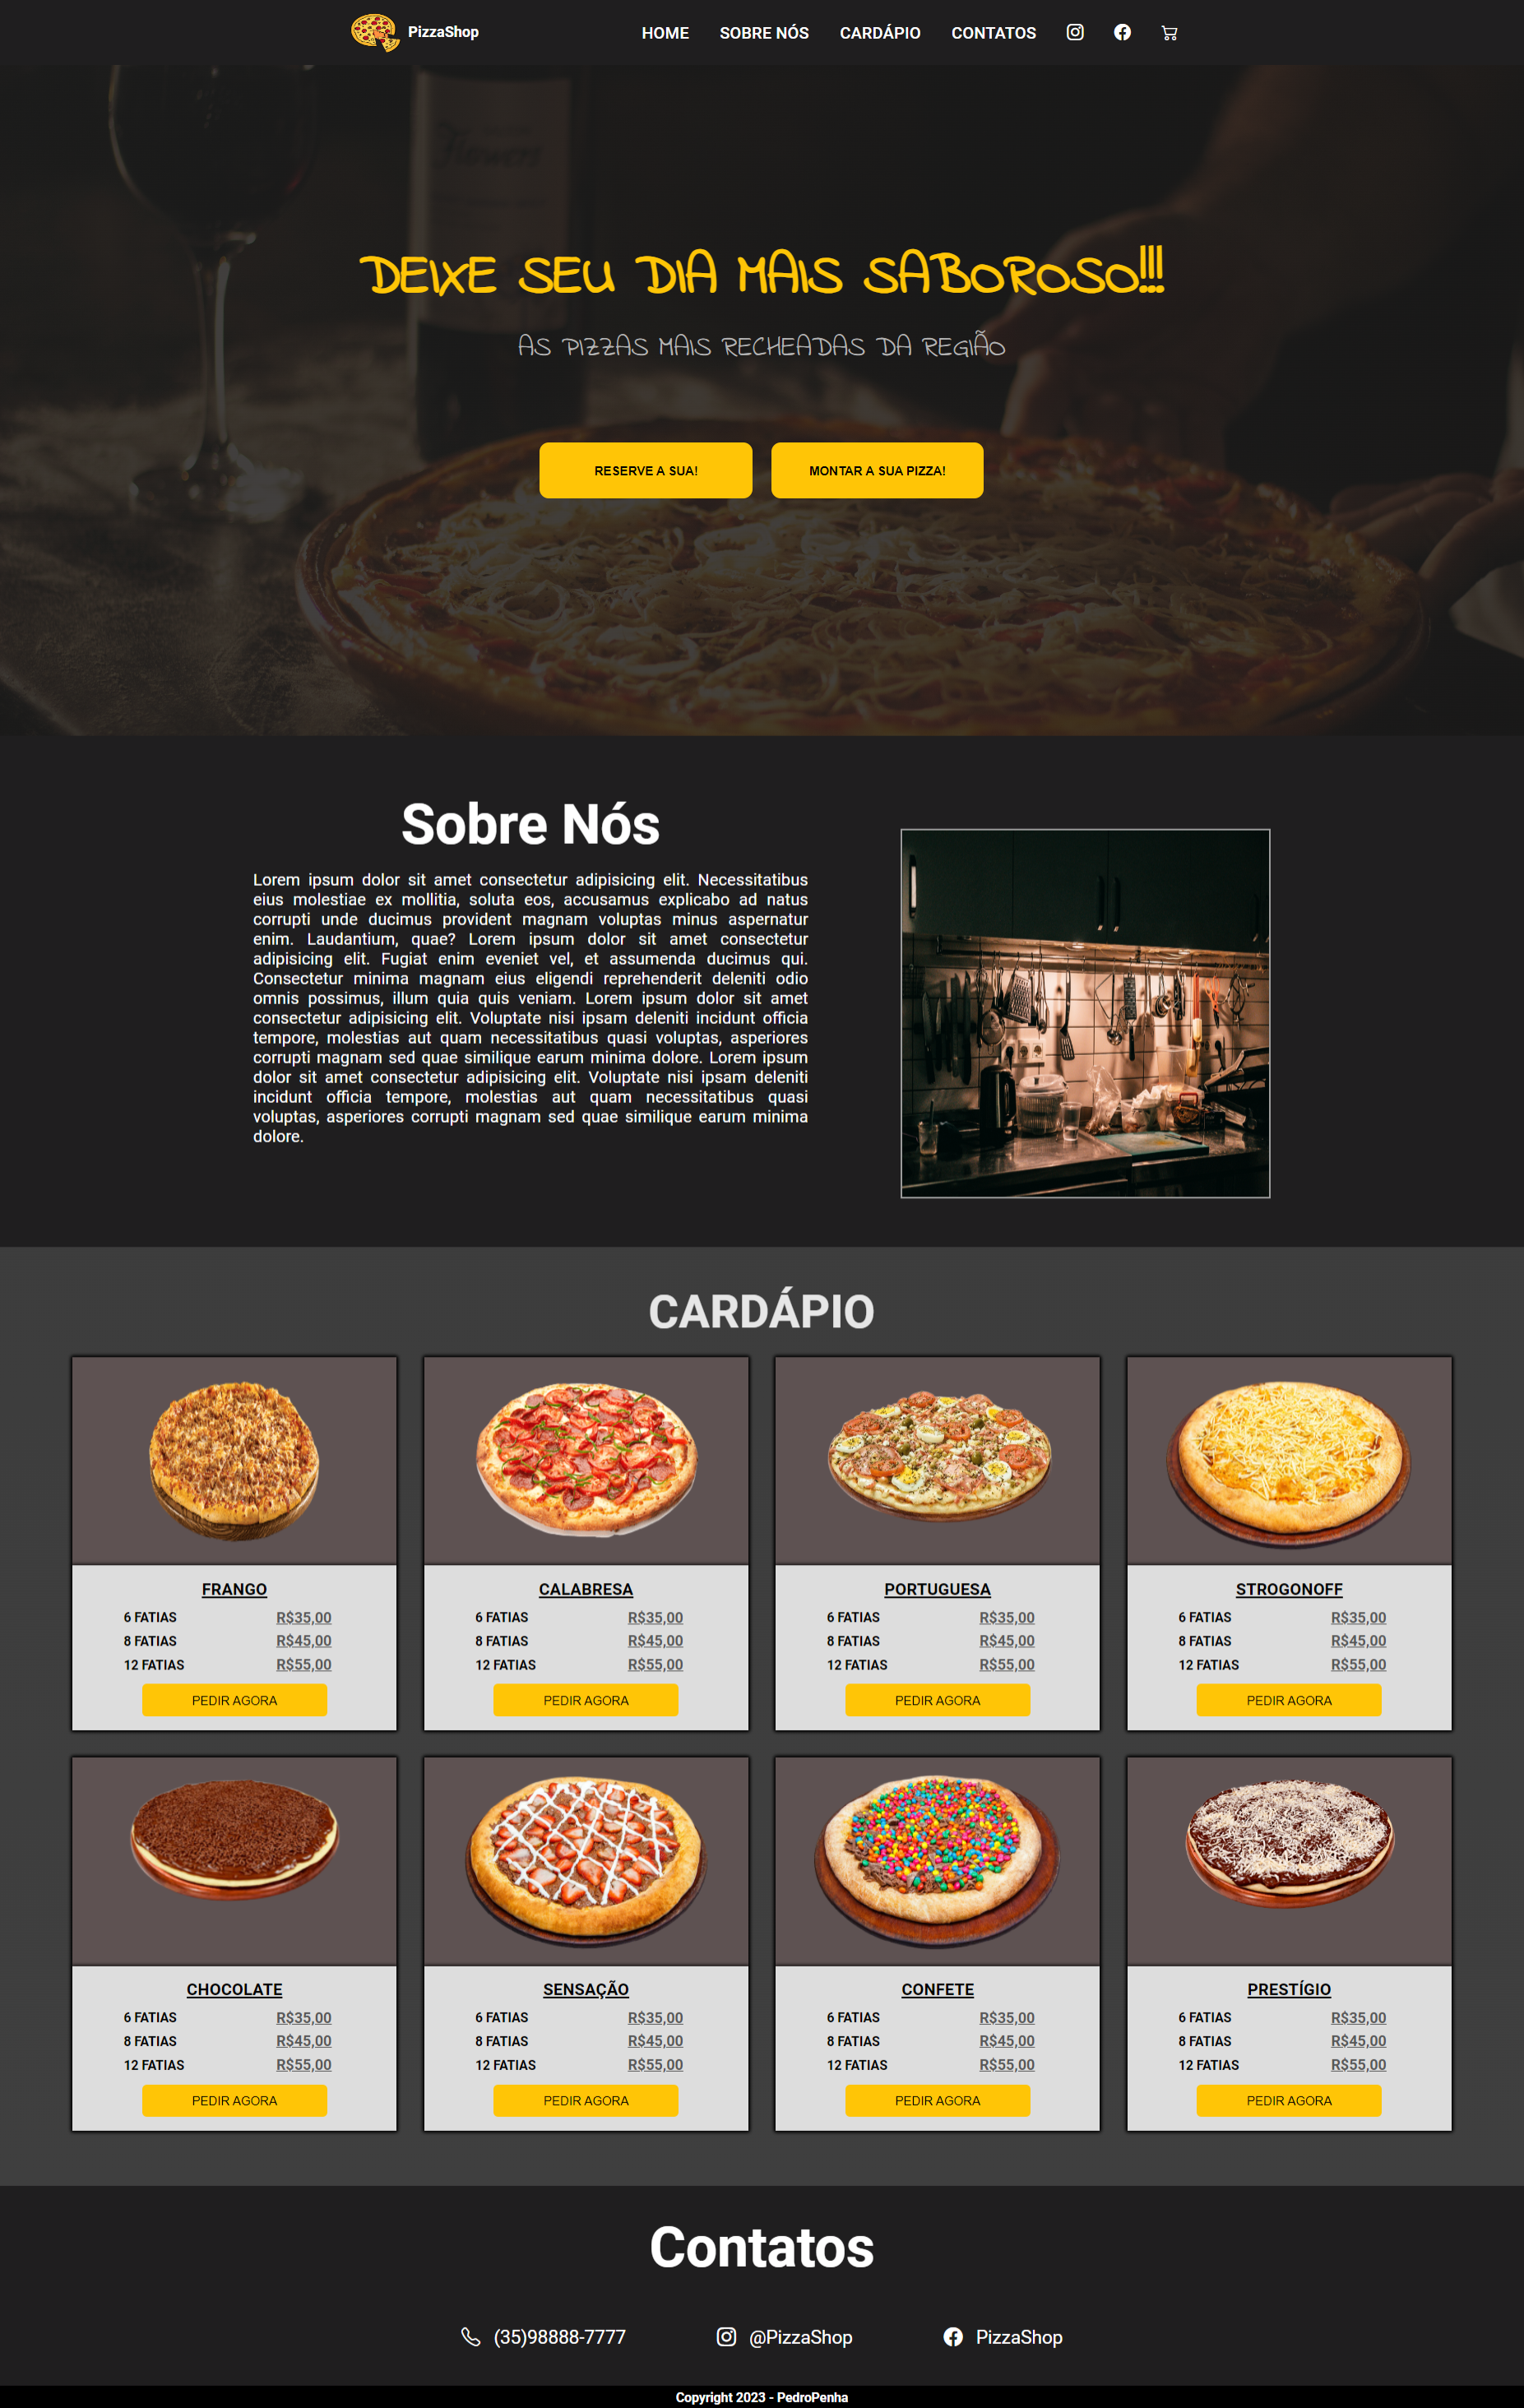 PizzaShop HOME SOBRE NÓS CARDÁPIO CONTATOS
Flowers
DEIXE SEU DIA MAIS SABOROSO!!!
AS PIZZAS MAIS RECHEADAS DA REGIÃO
RESERVE A SUA! MONTAR A SUA PIZZA!
Sobre Nós
Lorem ipsum dolor sit amet consectetur adipisicing elit. Necessitatibus
eius molestiae ex mollitia, soluta eos, accusamus explicabo ad natus
corrupti unde ducimus provident magnam voluptas minus aspernatur
enim. Laudantium, quae? Lorem ipsum dolor sit amet consectetur
adipisicing elit. Fugiat enim eveniet vel, et assumenda ducimus qui.
Consectetur minima magnam eius eligendi reprehenderit deleniti odio
omnis possimus, illum quia quis veniam. Lorem ipsum dolor sit amet
consectetur adipisicing elit. Voluptate nisi ipsam deleniti incidunt officia
tempore, molestias aut quam necessitatibus quasi voluptas, asperiores
corrupti magnam sed quae similique earum minima dolore. Lorem ipsum
dolor sit amet consectetur adipisicing elit. Voluptate nisi ipsam deleniti
incidunt officia tempore, molestias aut quam necessitatibus quasi
voluptas, asperiores corrupti magnam sed quae similique earum minima
dolore.
CARDÁPIO
FRANGO
6 FATIAS R$35,00
8 FATIAS R$45,00
12 FATIAS R$55,00
PEDIR AGORA
CALABRESA
6 FATIAS R$35,00
8 FATIAS R$45,00
12 FATIAS R$55,00
PEDIR AGORA
PORTUGUESA
6 FATIAS R$35,00
8 FATIAS R$45,00
12 FATIAS R$55,00
PEDIR AGORA
STROGONOFF
6 FATIAS R$35,00
8 FATIAS R$45,00
12 FATIAS R$55,00
PEDIR AGORA
CHOCOLATE
6 FATIAS R$35,00
8 FATIAS R$45,00
12 FATIAS R$55,00
PEDIR AGORA
SENSAÇÃO
6 FATIAS R$35,00
8 FATIAS R$45,00
12 FATIAS R$55,00
PEDIR AGORA
CONFETE
6 FATIAS R$35,00
8 FATIAS R$45,00
12 FATIAS R$55,00
PEDIR AGORA
PRESTÍGIO
6 FATIAS R$35,00
8 FATIAS R$45,00
12 FATIAS R$55,00
PEDIR AGORA
Contatos
(35)98888-7777 @PizzaShop PizzaShop
Copyright 2023 - PedroPenha